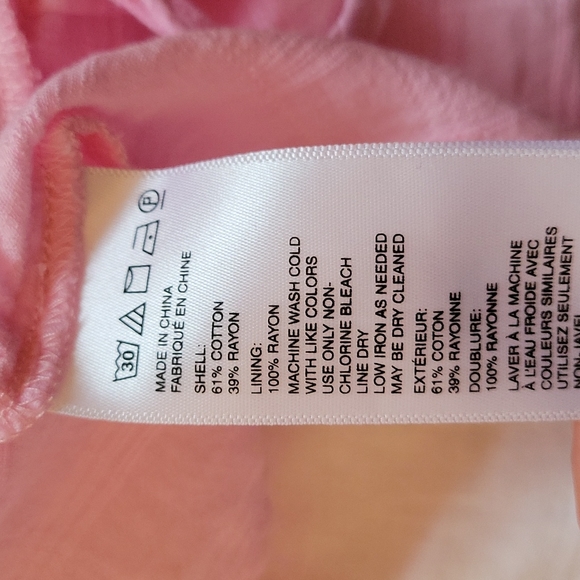 30
P
MADE IN CHINA
FABRIQUÉ EN CHINE
SHELL:
61% COTTON
39% RAYON
LINING:
100% RAYON
MACHINE WASH COLD
WITH LIKE COLORS
USE ONLY NON-
CHLORINE BLEACH
LINE DRY
LOW IRON AS NEEDED
MAY BE DRY CLEANED
EXTÉRIEUR:
61% COTON
39% RAYONNE
DOUBLURE:
100% RAYONNE
LAVER À LA MACHINE
À L'EAU FROIDE AVEC
COULEURS SIMILAIRES
UTILISEZ SEULEMENT